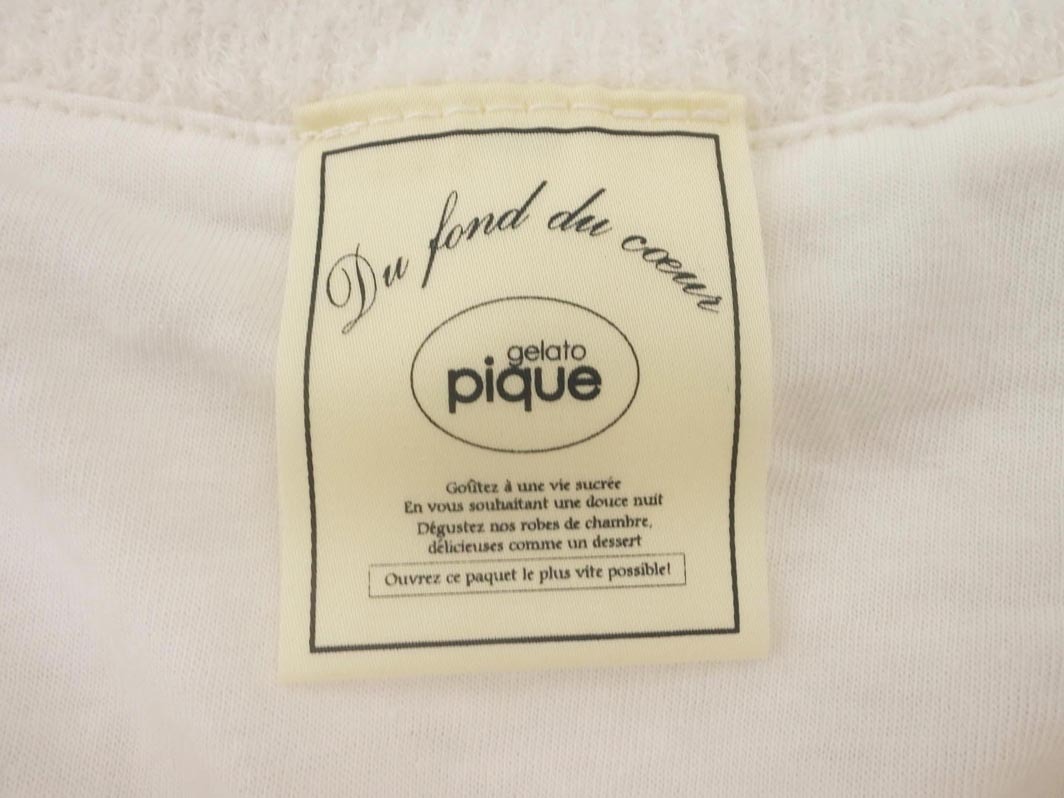 Du fond du cœur
gelato
pique
Goûtez à une vie sucrée
En vous souhaitant une douce nuit
Dégustez nos robes de chambre,
délicieuses comme un dessert
Ouvrez ce paquet le plus vite possible!